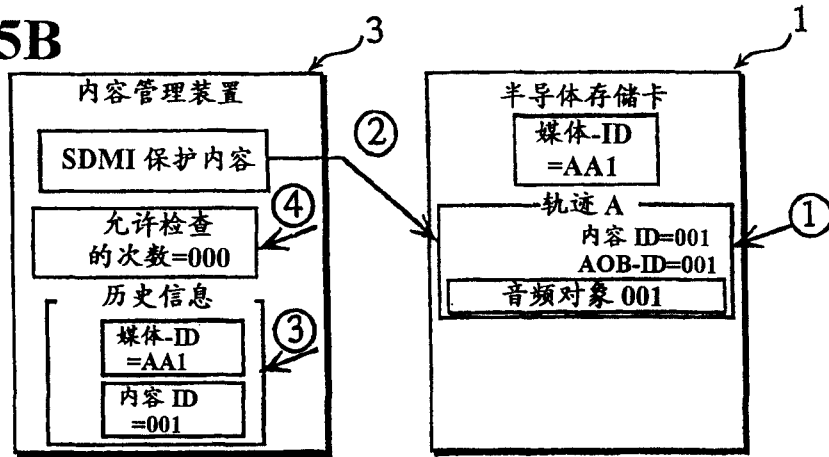 5B
3
内容管理装置
SDMI 保护内容
②
允许检查
的次数=000
④
历史信息
媒体-ID
=AA1
③
内容 ID
=001
1
半导体存储卡
媒体-ID
=AA1
轨迹 A
内容 ID=001
AOB-ID=001
①
音频对象 001